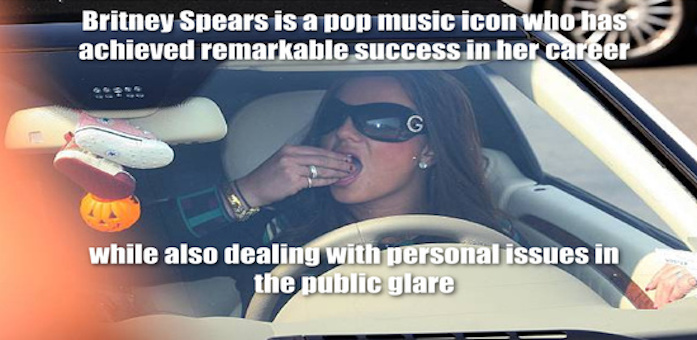 Britney Spears is a pop music icon who has
achieved remarkable success in her career
G
while also dealing with personal issues in
the public glare